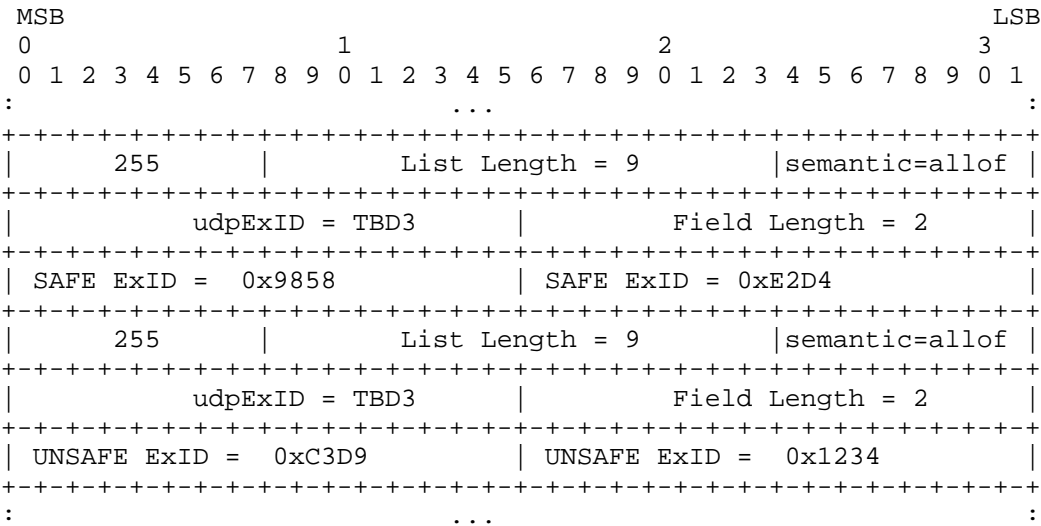 MSB                                                           LSB
 0                   1                   2                   3
 0 1 2 3 4 5 6 7 8 9 0 1 2 3 4 5 6 7 8 9 0 1 2 3 4 5 6 7 8 9 0 1
:                           ...                                 :
+-+-+-+-+-+-+-+-+-+-+-+-+-+-+-+-+-+-+-+-+-+-+-+-+-+-+-+-+-+-+-+-+
|      255      |        List Length = 9        |semantic=allof |
+-+-+-+-+-+-+-+-+-+-+-+-+-+-+-+-+-+-+-+-+-+-+-+-+-+-+-+-+-+-+-+-+
|           udpExID = TBD3      |         Field Length = 2      |
+-+-+-+-+-+-+-+-+-+-+-+-+-+-+-+-+-+-+-+-+-+-+-+-+-+-+-+-+-+-+-+-+
| SAFE ExID =  0x9858           | SAFE ExID = 0xE2D4            |
+-+-+-+-+-+-+-+-+-+-+-+-+-+-+-+-+-+-+-+-+-+-+-+-+-+-+-+-+-+-+-+-+
|      255      |        List Length = 9        |semantic=allof |
+-+-+-+-+-+-+-+-+-+-+-+-+-+-+-+-+-+-+-+-+-+-+-+-+-+-+-+-+-+-+-+-+
|           udpExID = TBD3      |         Field Length = 2      |
+-+-+-+-+-+-+-+-+-+-+-+-+-+-+-+-+-+-+-+-+-+-+-+-+-+-+-+-+-+-+-+-+
| UNSAFE ExID =  0xC3D9         | UNSAFE ExID =  0x1234         |
+-+-+-+-+-+-+-+-+-+-+-+-+-+-+-+-+-+-+-+-+-+-+-+-+-+-+-+-+-+-+-+-+
:                           ...                                 :